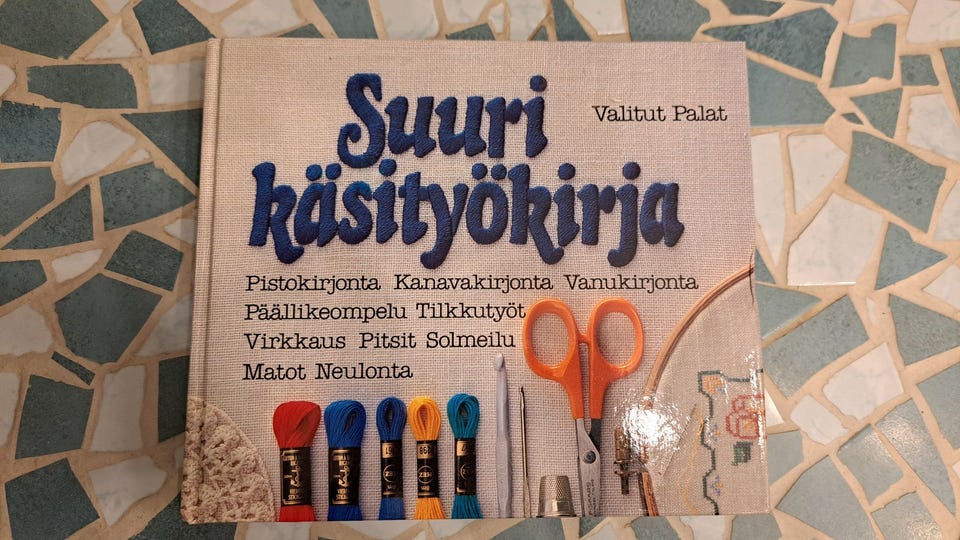 Suuri
käsityökirja
Valitut Palat
Pistokirjonta Kanavakirjonta Vanukirjonta
Päällikeompelu Tilkkutyöt
Virkkaus Pitsit Solmeilu
Matot Neulonta